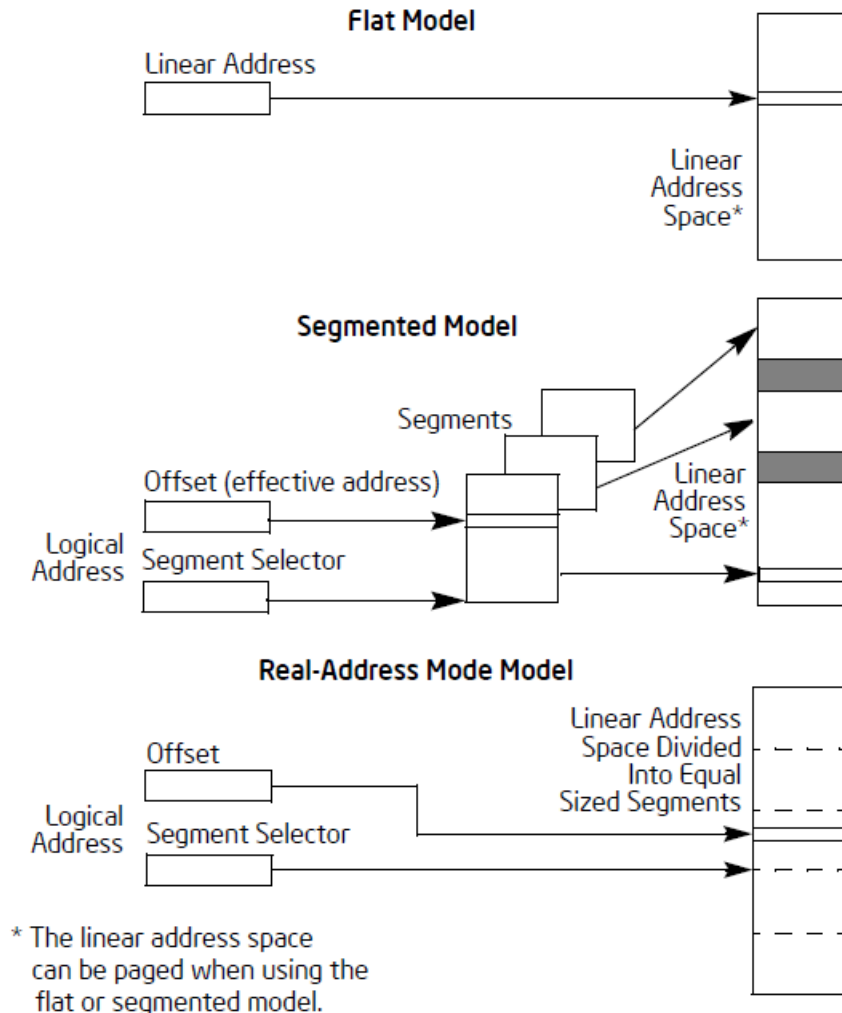 Flat Model
Linear Address
Linear
Address
Space*
Segmented Model
Segments
Offset (effective address)
Logical
Address
Segment Selector
Linear
Address
Space*
Real-Address Mode Model
Offset
Logical
Address
Segment Selector
Linear Address
Space Divided
Into Equal
Sized Segments
* The linear address space
can be paged when using the
flat or segmented model.